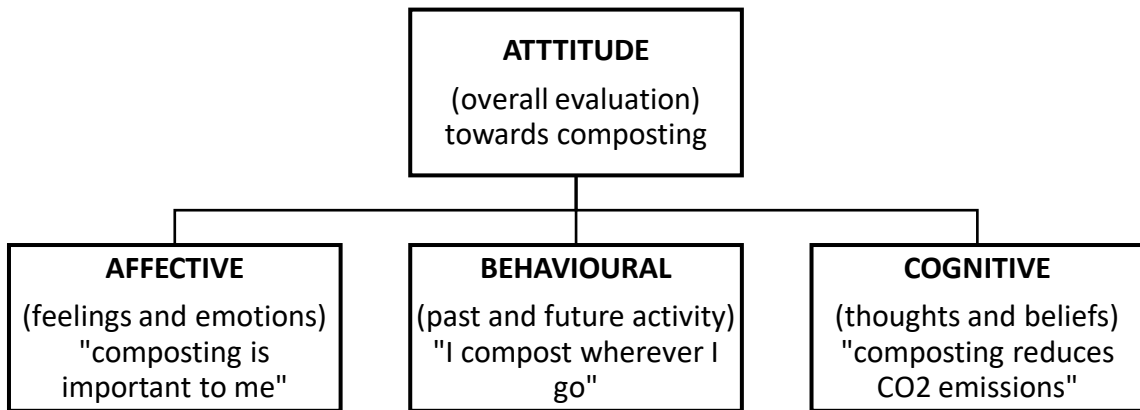 ATTTITUDE
(overall evaluation)
towards composting
AFFECTIVE
(feelings and emotions)
"composting is
important to me"
BEHAVIOURAL
(past and future activity)
"I compost wherever I
go"
COGNITIVE
(thoughts and beliefs)
"composting reduces
CO2 emissions"